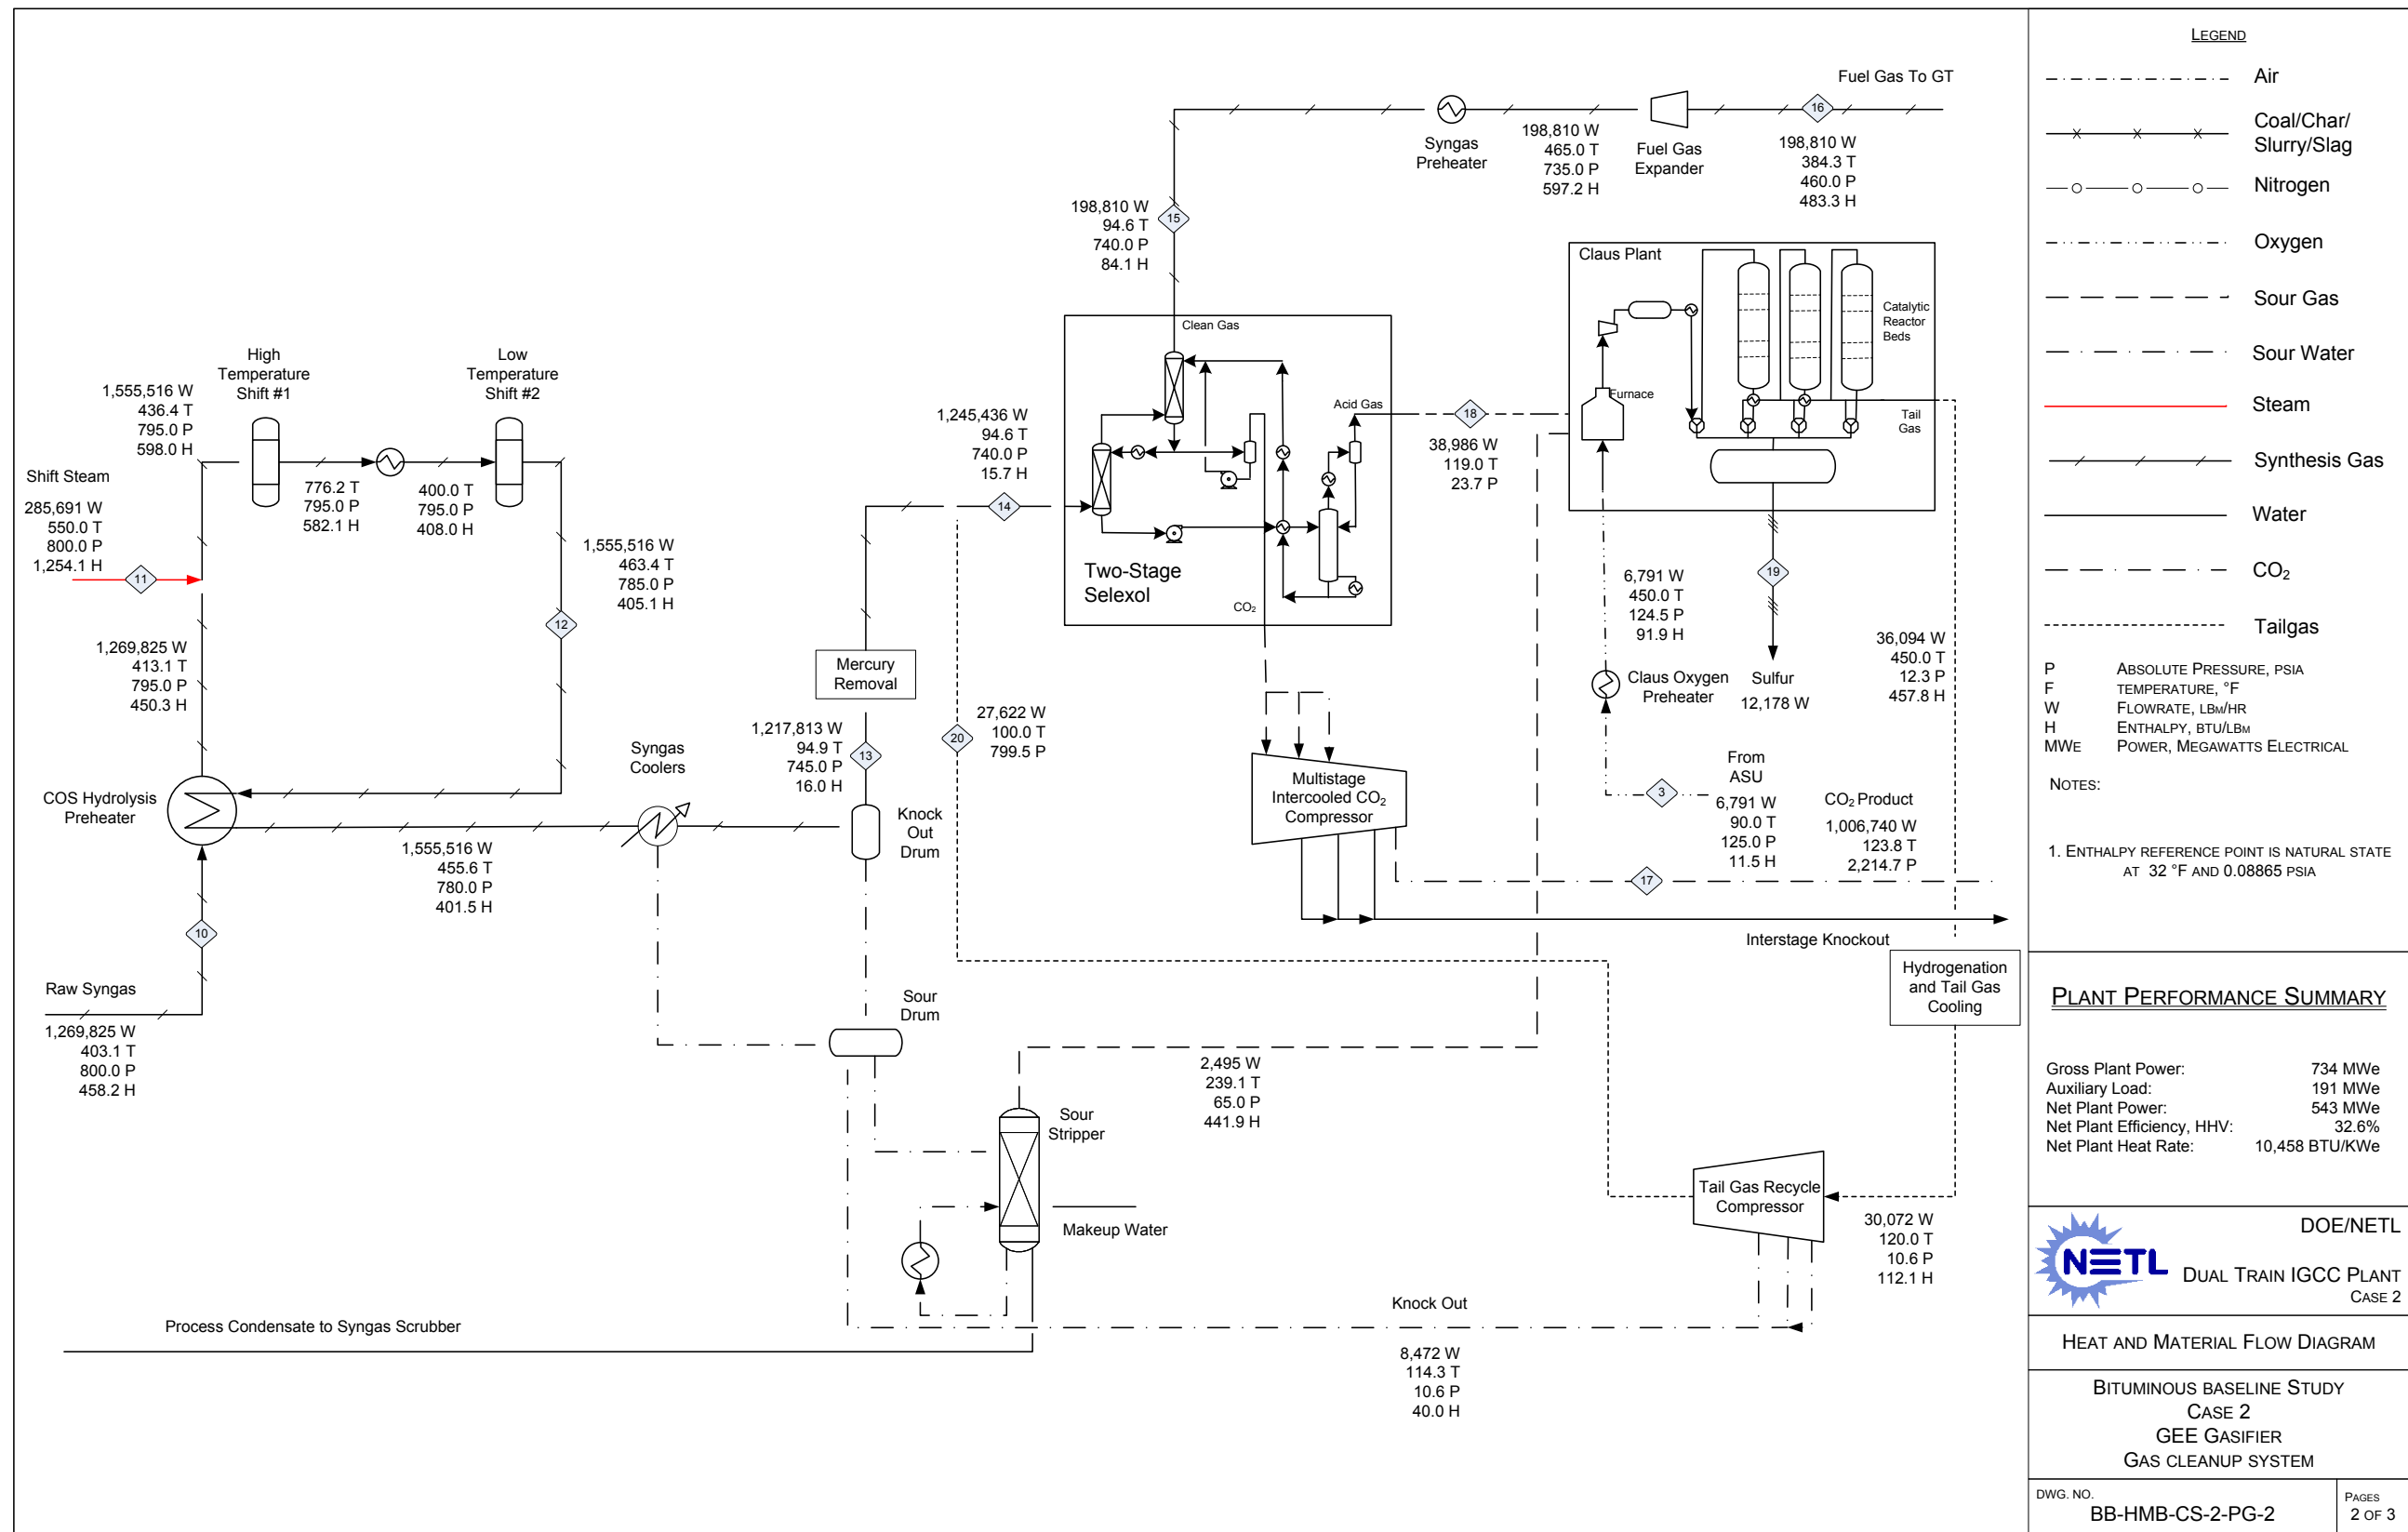 Fuel Gas To GT
16
198,810 W
465.0 T
735.0 P
597.2 H
Syngas
Preheater
Fuel Gas
Expander
198,810 W
384.3 T
460.0 P
483.3 H
198,810 W
94.6 T
740.0 P
84.1 H
15
Claus Plant
Catalytic
Reactor
Beds
Furnace
Tail
Gas
Clean Gas
Acid Gas
Two-Stage
Selexol
CO2
High
Temperature
Shift #1
Low
Temperature
Shift #2
1,555,516 W
436.4 T
795.0 P
598.0 H
776.2 T
795.0 P
582.1 H
400.0 T
795.0 P
408.0 H
Shift Steam
285,691 W
550.0 T
800.0 P
1,254.1 H
11
1,555,516 W
463.4 T
785.0 P
405.1 H
12
1,245,436 W
94.6 T
740.0 P
15.7 H
14
18
38,986 W
119.0 T
23.7 P
6,791 W
450.0 T
124.5 P
91.9 H
19
Sulfur
12,178 W
36,094 W
450.0 T
12.3 P
457.8 H
Claus Oxygen
Preheater
1,269,825 W
413.1 T
795.0 P
450.3 H
Mercury
Removal
1,217,813 W
94.9 T
745.0 P
16.0 H
13
27,622 W
100.0 T
799.5 P
20
Syngas
Coolers
COS Hydrolysis
Preheater
Knock
Out
Drum
1,555,516 W
455.6 T
780.0 P
401.5 H
Multistage
Intercooled CO2
Compressor
From
ASU
3
6,791 W
90.0 T
125.0 P
11.5 H
CO2 Product
1,006,740 W
123.8 T
2,214.7 P
17
Interstage Knockout
10
Raw Syngas
1,269,825 W
403.1 T
800.0 P
458.2 H
Hydrogenation
and Tail Gas
Cooling
Sour
Drum
2,495 W
239.1 T
65.0 P
441.9 H
Sour
Stripper
Makeup Water
Tail Gas Recycle
Compressor
30,072 W
120.0 T
10.6 P
112.1 H
Knock Out
8,472 W
114.3 T
10.6 P
40.0 H
Process Condensate to Syngas Scrubber
LEGEND
Air
Coal/Char/
Slurry/Slag
Nitrogen
Oxygen
Sour Gas
Sour Water
Steam
Synthesis Gas
Water
CO2
Tailgas
P ABSOLUTE PRESSURE, PSIA
F TEMPERATURE, °F
W FLOWRATE, LBM/HR
H ENTHALPY, BTU/LBM
MWE POWER, MEGAWATTS ELECTRICAL
NOTES:
1. ENTHALPY REFERENCE POINT IS NATURAL STATE
AT 32 °F AND 0.08865 PSIA
PLANT PERFORMANCE SUMMARY
Gross Plant Power: 734 MWe
Auxiliary Load: 191 MWe
Net Plant Power: 543 MWe
Net Plant Efficiency, HHV: 32.6%
Net Plant Heat Rate: 10,458 BTU/KWe
NETL
DOE/NETL
DUAL TRAIN IGCC PLANT
CASE 2
HEAT AND MATERIAL FLOW DIAGRAM
BITUMINOUS BASELINE STUDY
CASE 2
GEE GASIFIER
GAS CLEANUP SYSTEM
DWG. NO.
BB-HMB-CS-2-PG-2
PAGES
2 OF 3